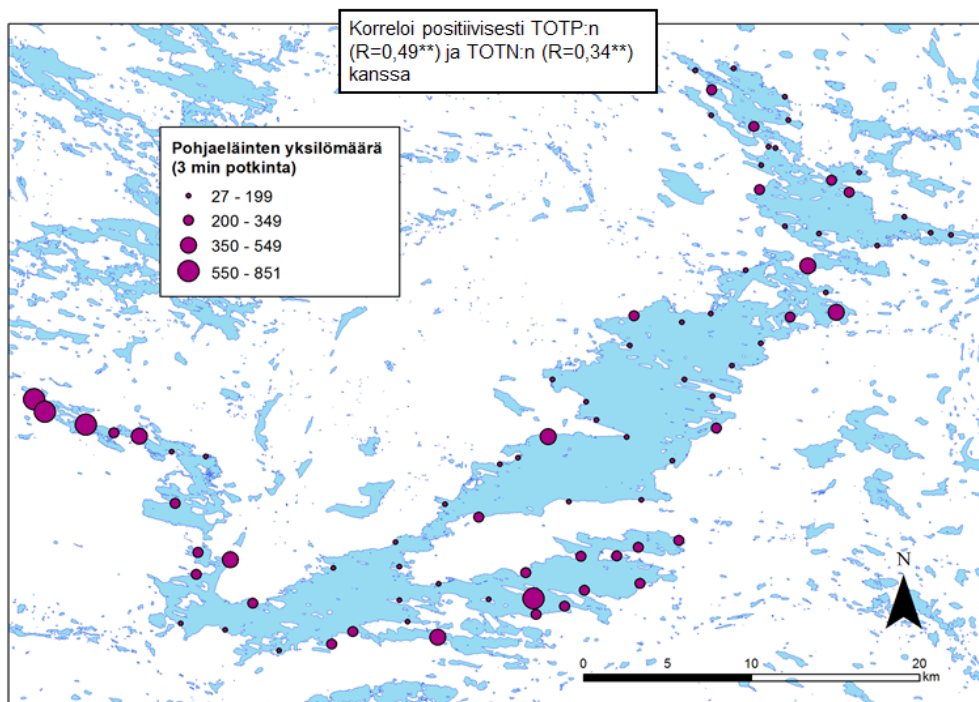 Korreloi positiivisesti TOTP:n
(R=0,49**) ja TOTN:n (R=0,34**)
kanssa
Pohjaeläinten yksilömäärä
(3 min potkinta)
27 - 199
200 - 349
350 - 549
550 - 851
N
0 5 10 20
km